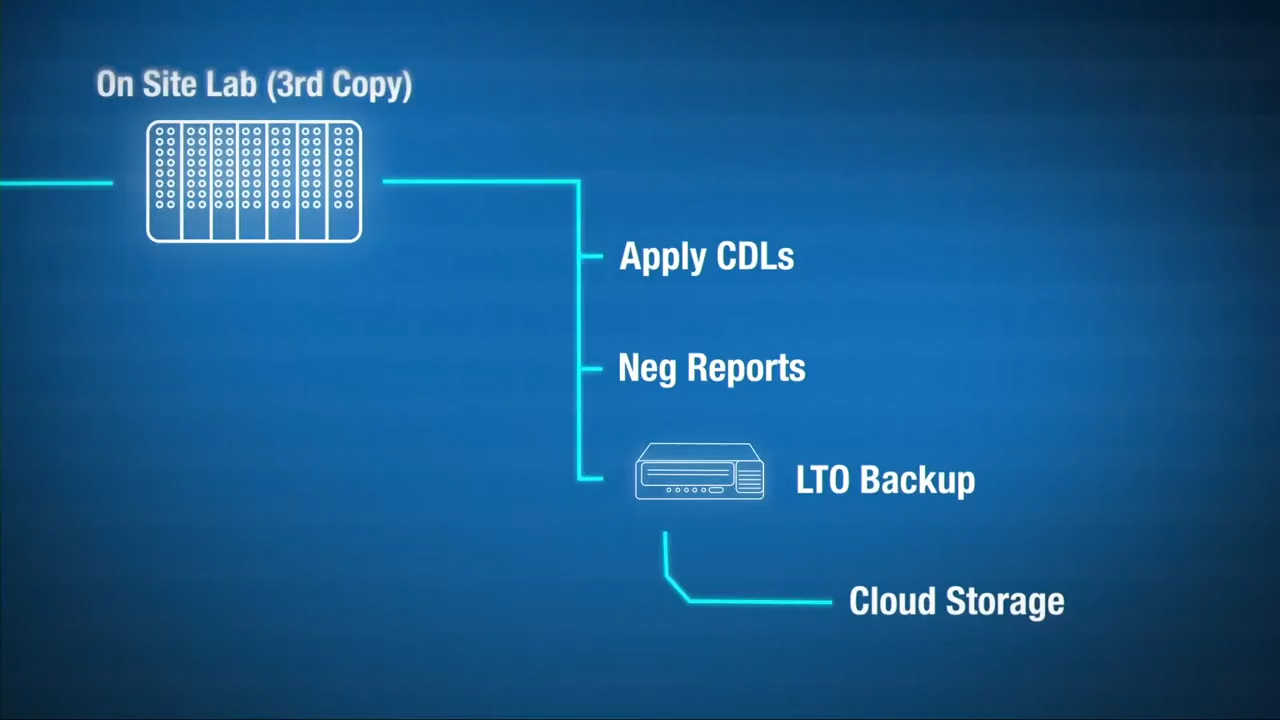 On Site Lab (3rd Copy)
Apply CDLs
Neg Reports
LTO Backup
Cloud Storage